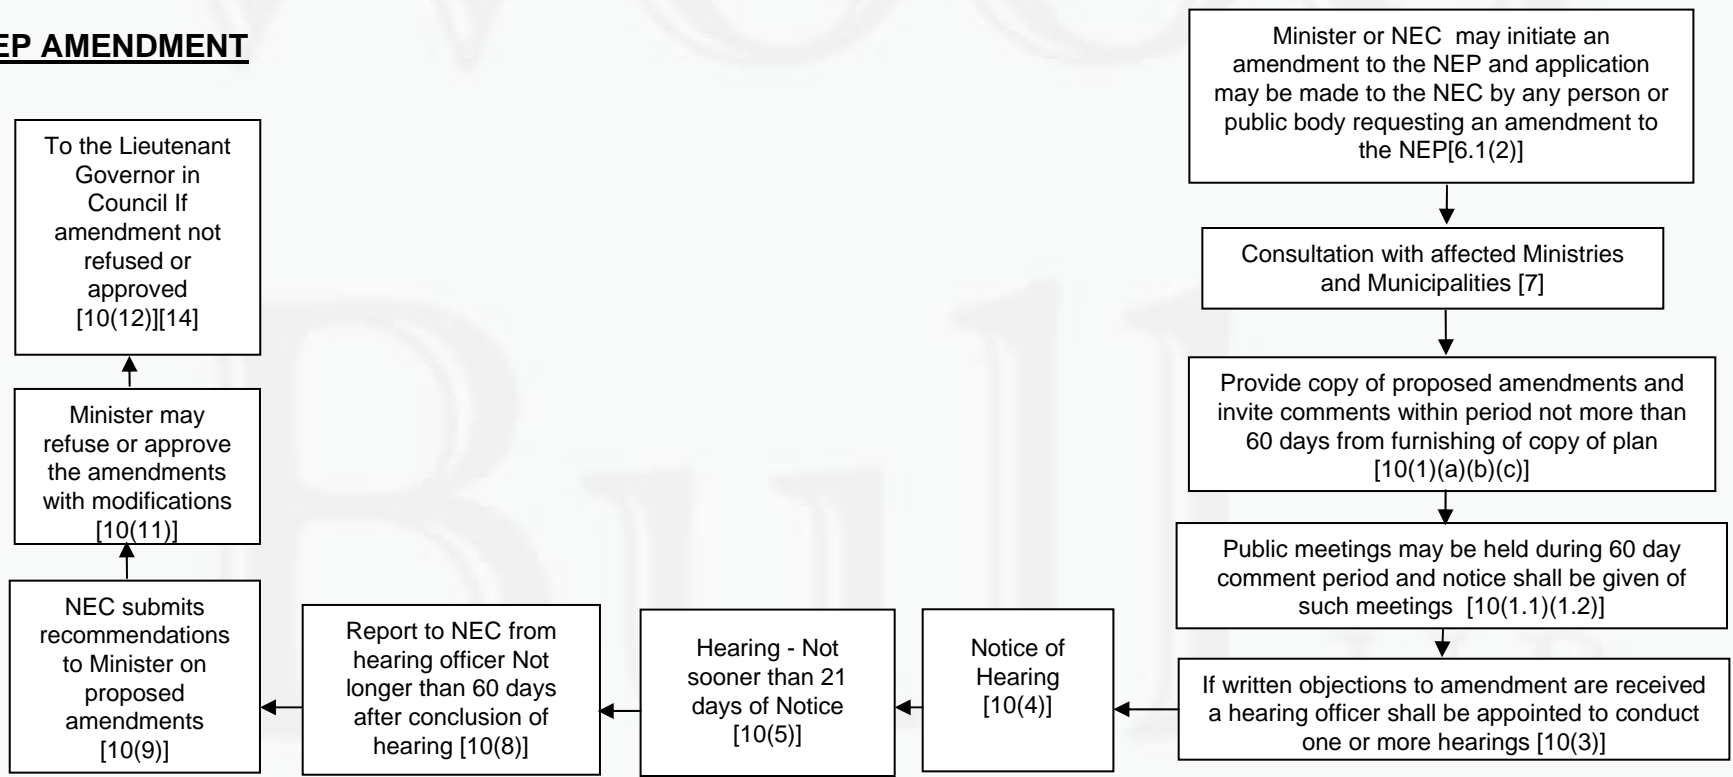 EP AMENDMENT
Minister or NEC may initiate an
amendment to the NEP and application
may be made to the NEC by any person or
public body requesting an amendment to
the NEP[6.1(2)]
Consultation with affected Ministries
and Municipalities [7]
Provide copy of proposed amendments and
invite comments within period not more than
60 days from furnishing of copy of plan
[10(1)(a)(b)(c)]
Public meetings may be held during 60 day
comment period and notice shall be given of
such meetings [10(1.1)(1.2)]
If written objections to amendment are received
a hearing officer shall be appointed to conduct
one or more hearings [10(3)]
Notice of
Hearing
[10(4)]
Hearing - Not
sooner than 21
days of Notice
[10(5)]
Report to NEC from
hearing officer Not
longer than 60 days
after conclusion of
hearing [10(8)]
NEC submits
recommendations
to Minister on
proposed
amendments
[10(9)]
Minister may
refuse or approve
the amendments
with modifications
[10(11)]
To the Lieutenant
Governor in
Council If
amendment not
refused or
approved
[10(12)][14]
Bull